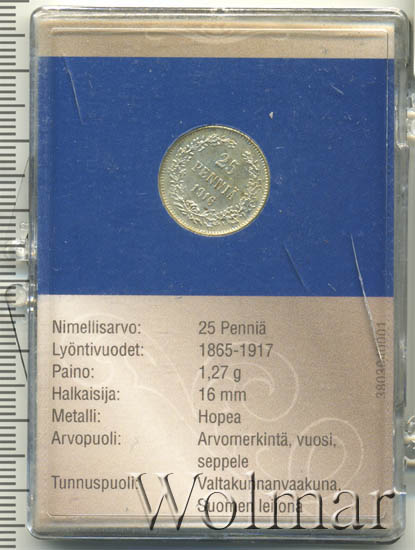 25
PENNIÄ
1916
Nimellisarvo: 25 Penniä
Lyöntivuodet: 1865-1917
Paino: 1,27 g
Halkaisija: 16 mm
Metalli: Hopea
Arvopuoli: Arvomerkintä, vuosi,
seppele
Tunnuspuoli: Valtakunnanvaakuna,
Suomen leijona
Wolmar